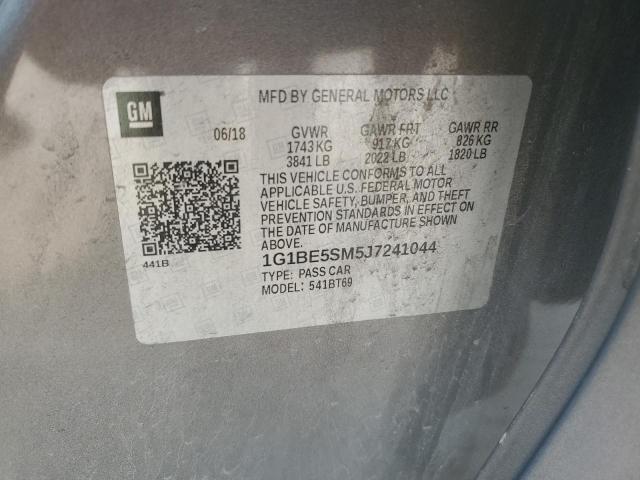 GM
MFD BY GENERAL MOTORS LLC
06/18 GVWR GAWR FRT GAWR RR
1743 KG 917 KG 826 KG
3841 LB 2022 LB 1820 LB
THIS VEHICLE CONFORMS TO ALL
APPLICABLE U.S. FEDERAL MOTOR
VEHICLE SAFETY, BUMPER, AND THEFT
PREVENTION STANDARDS IN EFFECT ON
THE DATE OF MANUFACTURE SHOWN
ABOVE.
441B
1G1BE5SM5J7241044
TYPE: PASS CAR
MODEL: 541BT69